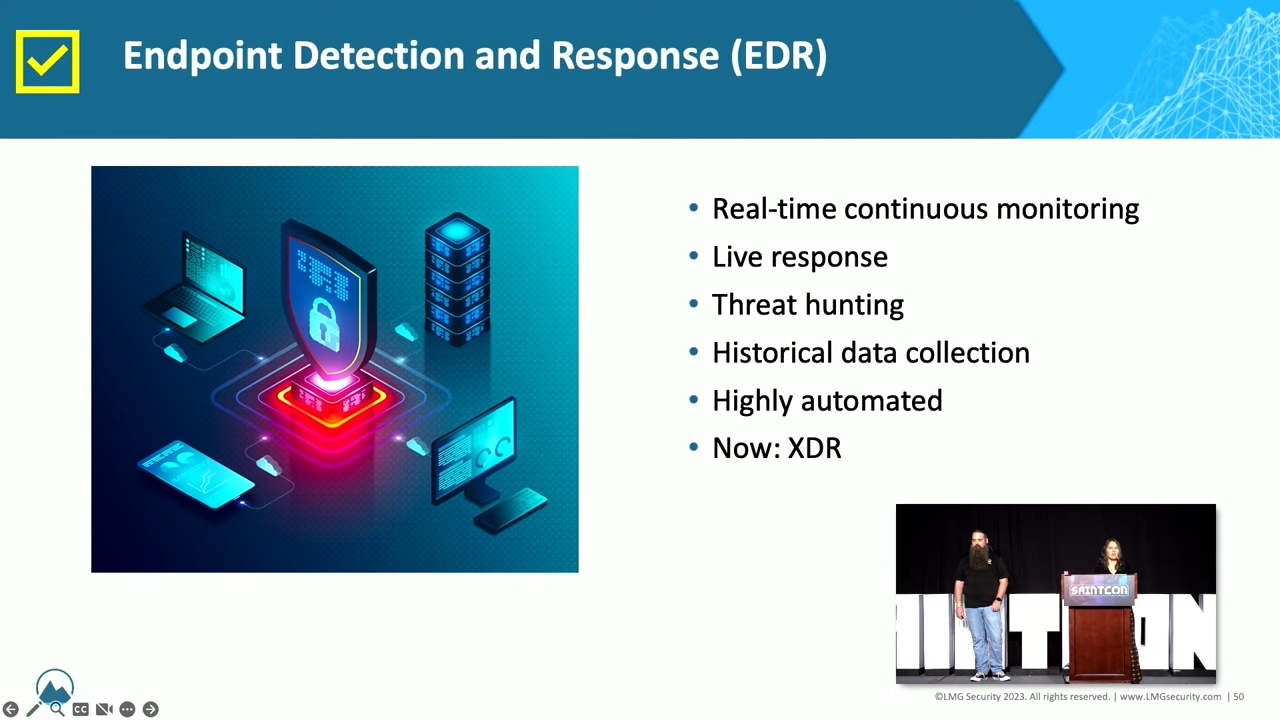 Endpoint Detection and Response (EDR)
• Real-time continuous monitoring
• Live response
• Threat hunting
• Historical data collection
• Highly automated
• Now: XDR
SAINTCON
©LMG Security 2023. All rights reserved. | www.LMGsecurity.com | 50
CC